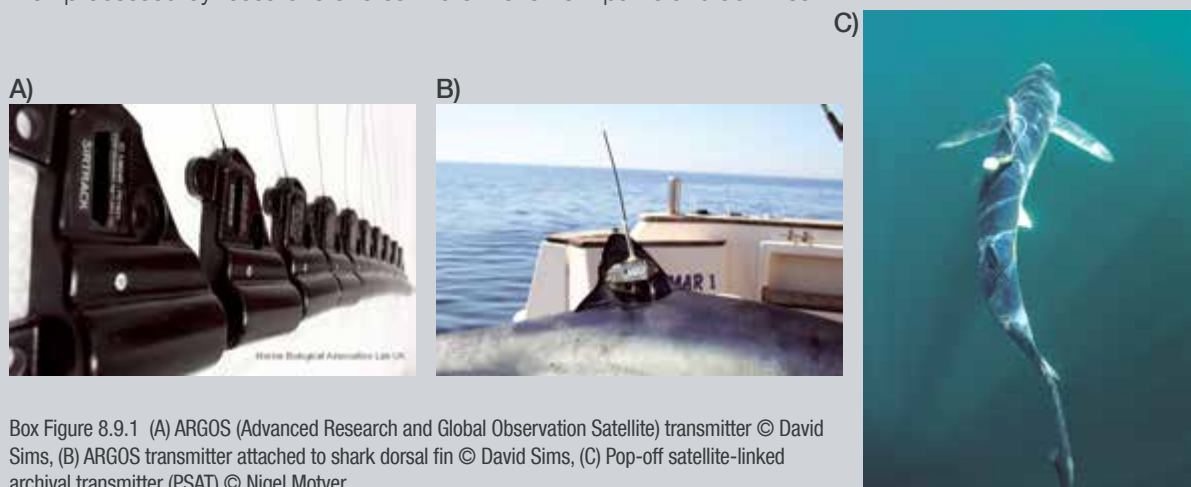 A)
B)
C)
SIRTRACK
MAR 1
Marine Biological Association Lab UK
Box Figure 8.9.1 (A) ARGOS (Advanced Research and Global Observation Satellite) transmitter © David
Sims, (B) ARGOS transmitter attached to shark dorsal fin © David Sims, (C) Pop-off satellite-linked
archival transmitter (PSAT) © Nigel Motyer